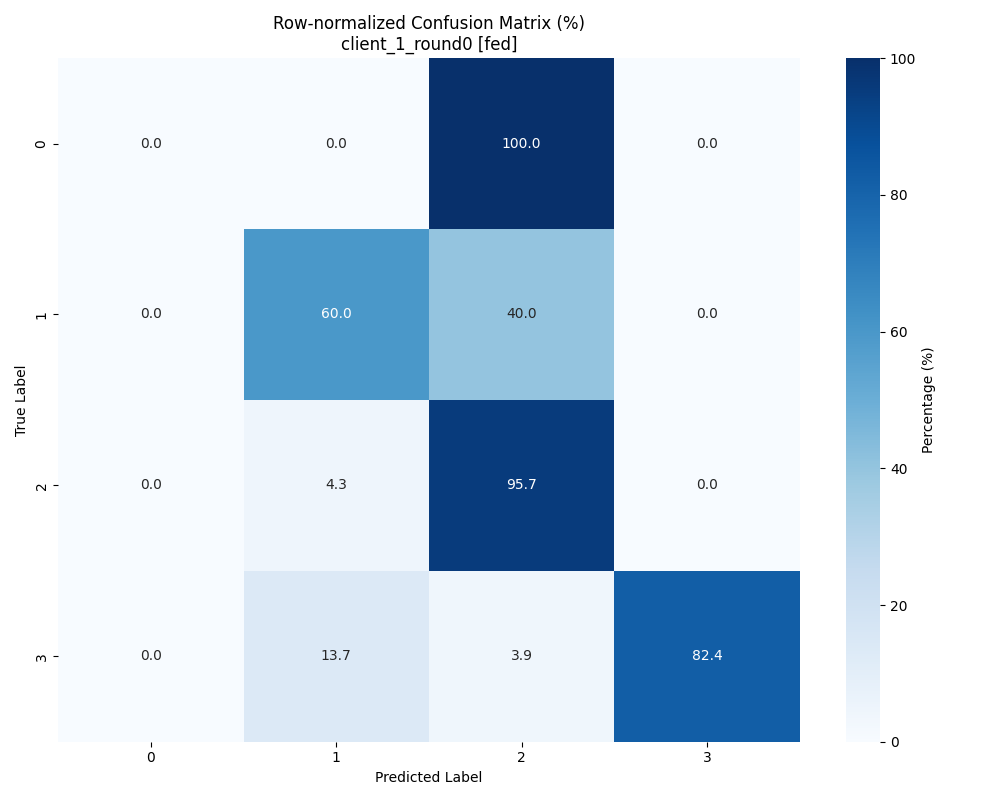 Row-normalized Confusion Matrix (%)
client_1_round0 [fed]
100
0 0.0 0.0 100.0 0.0
80
1 0.0 60.0 40.0 0.0
60
True Label
Percentage (%)
40
2 0.0 4.3 95.7 0.0
20
3 0.0 13.7 3.9 82.4
0
0 1 2 3
Predicted Label